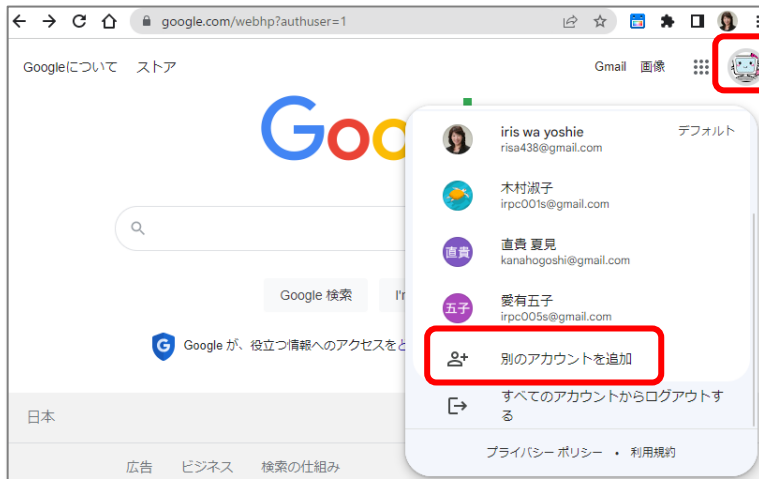 google.com/webhp?authuser=1
Googleについて ストア
Gmail 画像
Goo
iris wa yoshie デフォルト
risa438@gmail.com
木村淑子
irpc001s@gmail.com
直貴 直貴 夏見
kanahogoshi@gmail.com
五子 愛有五子
irpc005s@gmail.com
Google 検索 I'm
G Google が、役立つ情報へのアクセスをと
別のアカウントを追加
すべてのアカウントからログアウトす
る
日本
プライバシー ポリシー • 利用規約
広告 ビジネス 検索の仕組み